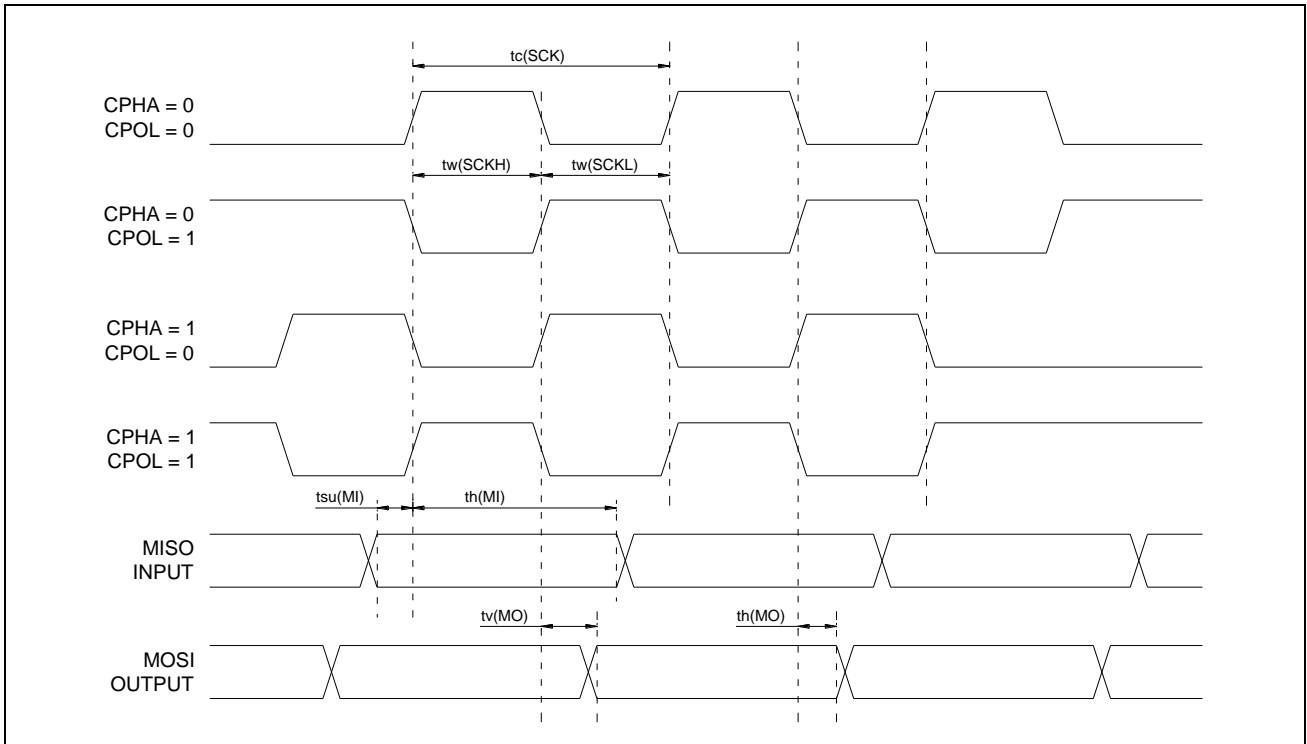 tc(SCK)
CPHA = 0
CPOL = 0
tw(SCKH)
tw(SCKL)
CPHA = 0
CPOL = 1
CPHA = 1
CPOL = 0
CPHA = 1
CPOL = 1
tsu(MI)
th(MI)
MISO
INPUT
tv(MO)
th(MO)
MOSI
OUTPUT